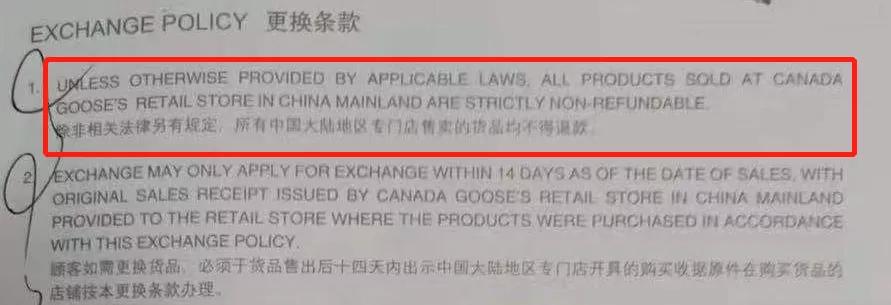 EXCHANGE POLICY 更换条款
1. UNLESS OTHERWISE PROVIDED BY APPLICABLE LAWS, ALL PRODUCTS SOLD AT CANADA
GOOSE'S RETAIL STORE IN CHINA MAINLAND ARE STRICTLY NON-REFUNDABLE.
除非相关法律另有规定，所有中国大陆地区专门店售卖的货品均不得退款.
2 EXCHANGE MAY ONLY APPLY FOR EXCHANGE WITHIN 14 DAYS AS OF THE DATE OF SALES, WITH
ORIGINAL SALES RECEIPT ISSUED BY CANADA GOOSE'S RETAIL STORE IN CHINA MAINLAND
PROVIDED TO THE RETAIL STORE WHERE THE PRODUCTS WERE PURCHASED IN ACCORDANCE
WITH THIS EXCHANGE POLICY.
顾客如需更换货品，必须于货品售出后十四天内出示中国大陆地区专门店开具的购买收据原件在购买货品的
店铺按本更换条款办理。